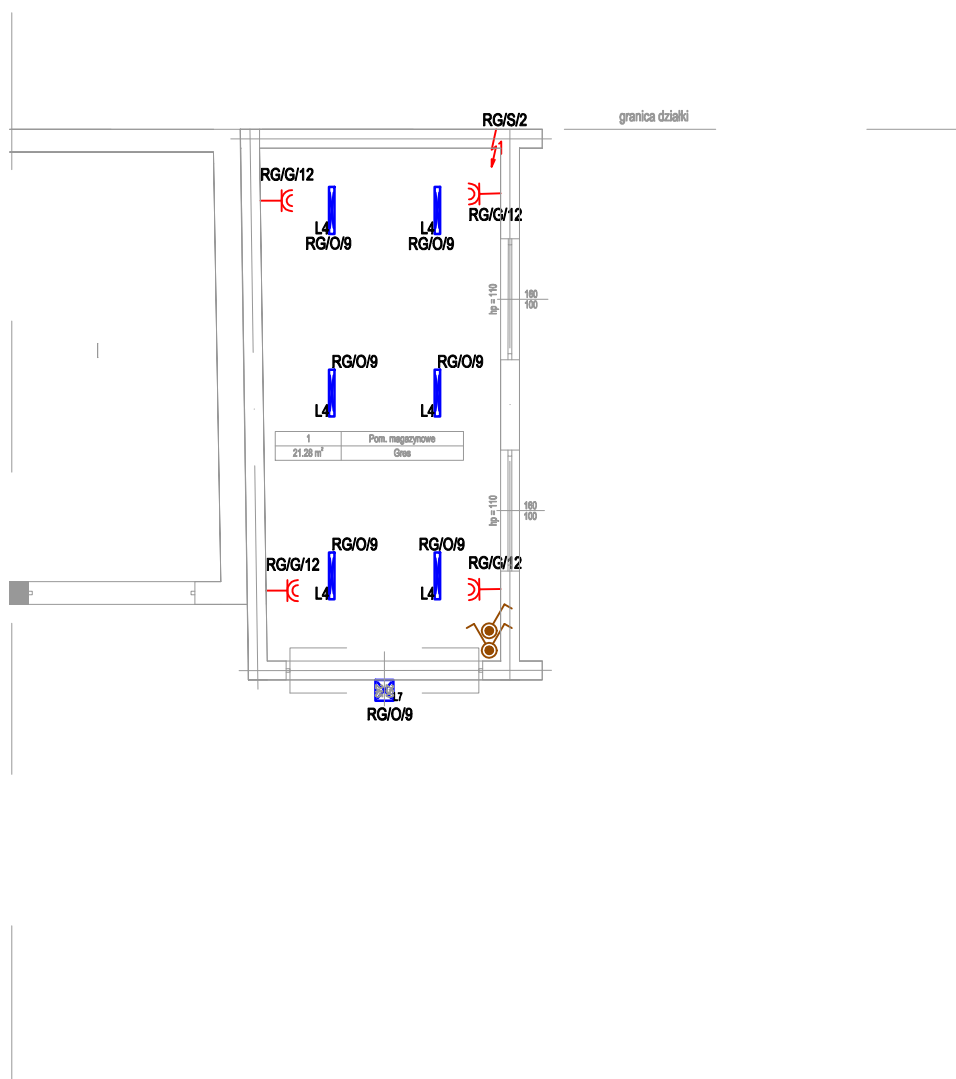 granica działki
RG/S/2
1
RG/G/12
RG/G/12
L4
RG/O/9
L4
RG/O/9
hp = 110
160
100
RG/O/9
RG/O/9
L4
L4
1 Pom. magazynowe
21.28 m² Gres
hp = 110
160
100
RG/O/9
RG/O/9
RG/G/12
RG/G/12
L4
L4
L7
RG/O/9